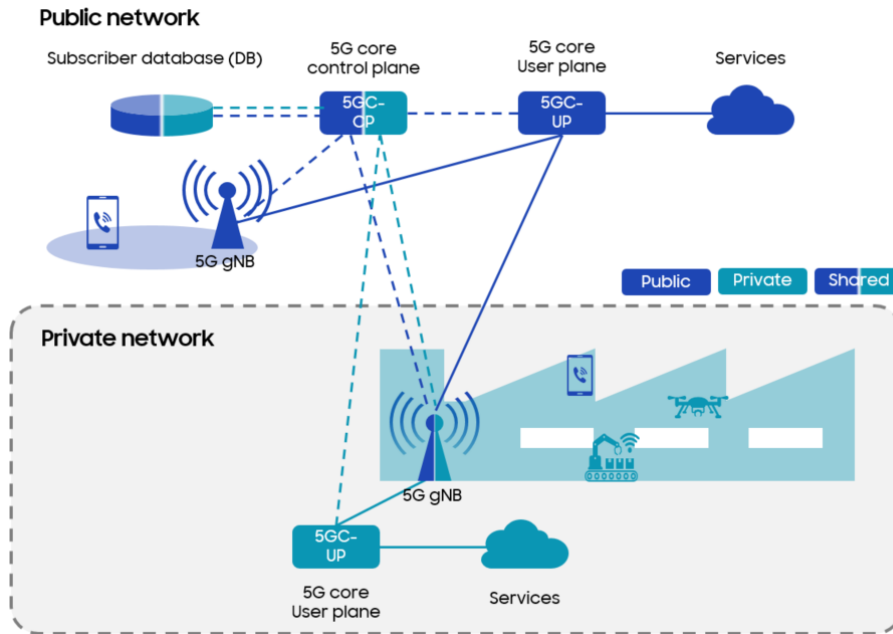 Public network
Subscriber database (DB)
5G core
control plane
5G core
User plane
Services
5GC-
CP
5GC-
UP
5G gNB
Public
Private
Shared
Private network
5G gNB
5GC-
UP
5G core
User plane
Services